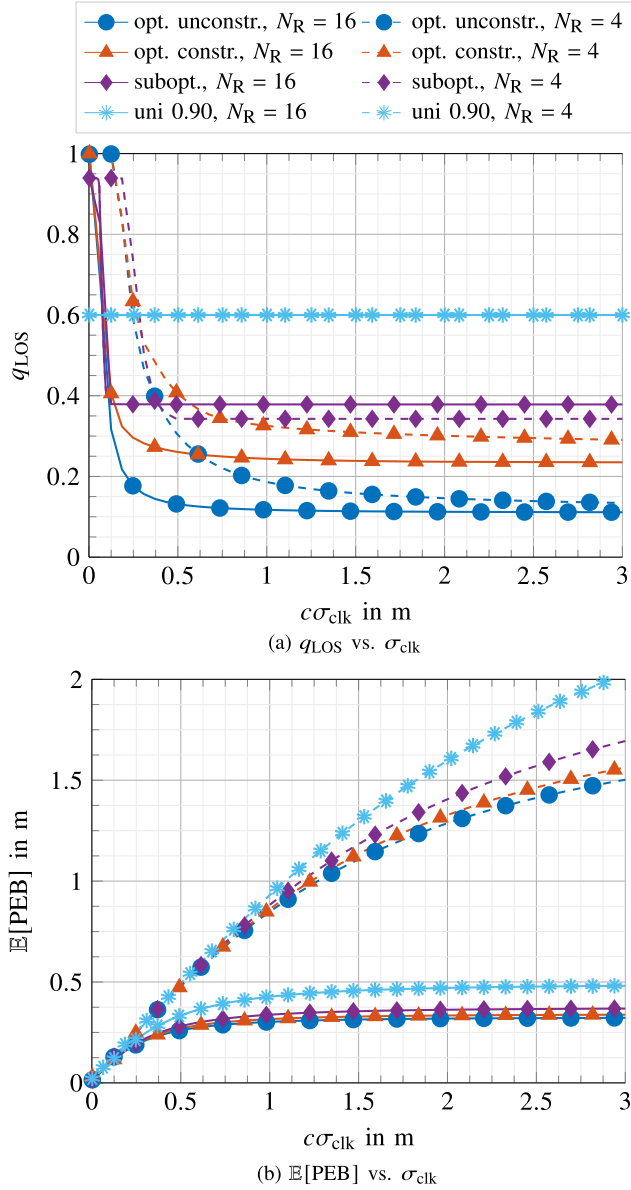 opt. unconstr., N_R = 16 opt. unconstr., N_R = 4
opt. constr., N_R = 16 opt. constr., N_R = 4
subopt., N_R = 16 subopt., N_R = 4
uni 0.90, N_R = 16 uni 0.90, N_R = 4
1
0.8
0.6
0.4
0.2
0
q_LOS
0 0.5 1 1.5 2 2.5 3
cσ_clk in m
(a) q_LOS vs. σ_clk
2
1.5
1
0.5
0
𝔼[PEB] in m
0 0.5 1 1.5 2 2.5 3
cσ_clk in m
(b) 𝔼[PEB] vs. σ_clk